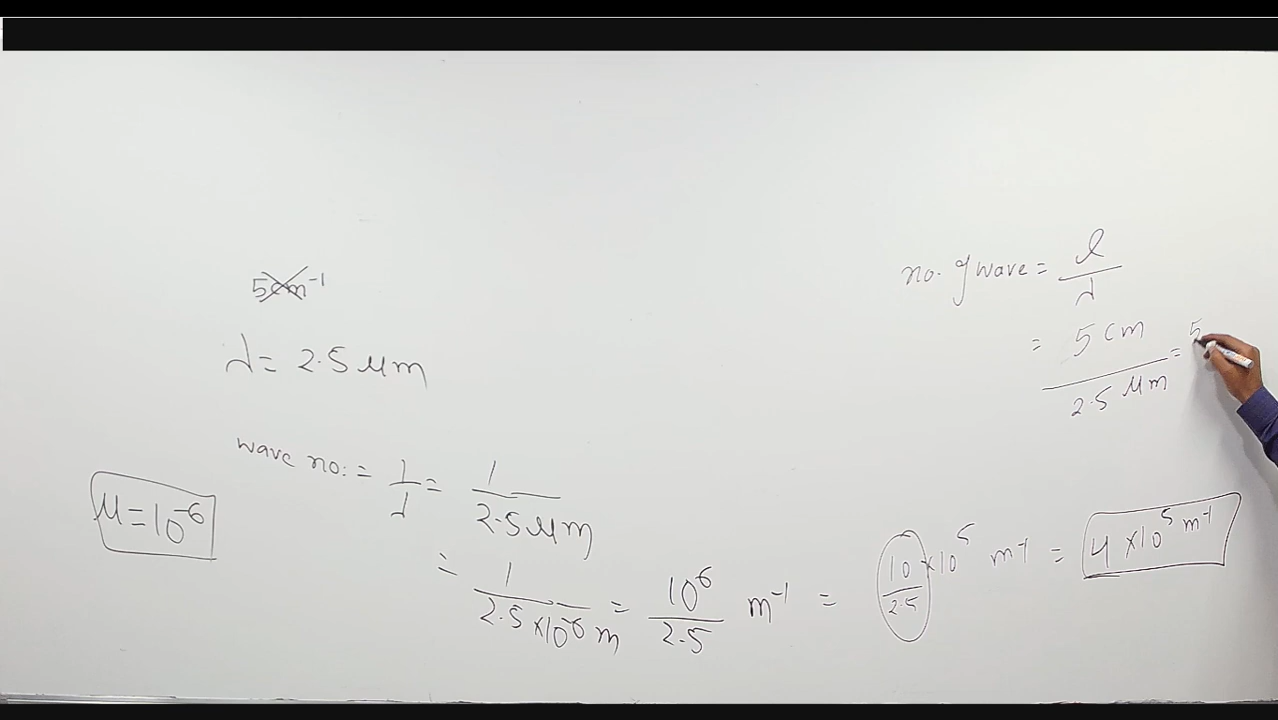 5cm⁻¹
λ = 2.5 μm
wave no. = 1/λ = 1/2.5 μm
= 1/2.5 × 10⁻⁶ m = 10⁶/2.5 m⁻¹ = 10/2.5 × 10⁵ m⁻¹ = 4 × 10⁵ m⁻¹
μ = 10⁻⁶
no. of wave = l/λ
= 5 cm/2.5 μm = 5